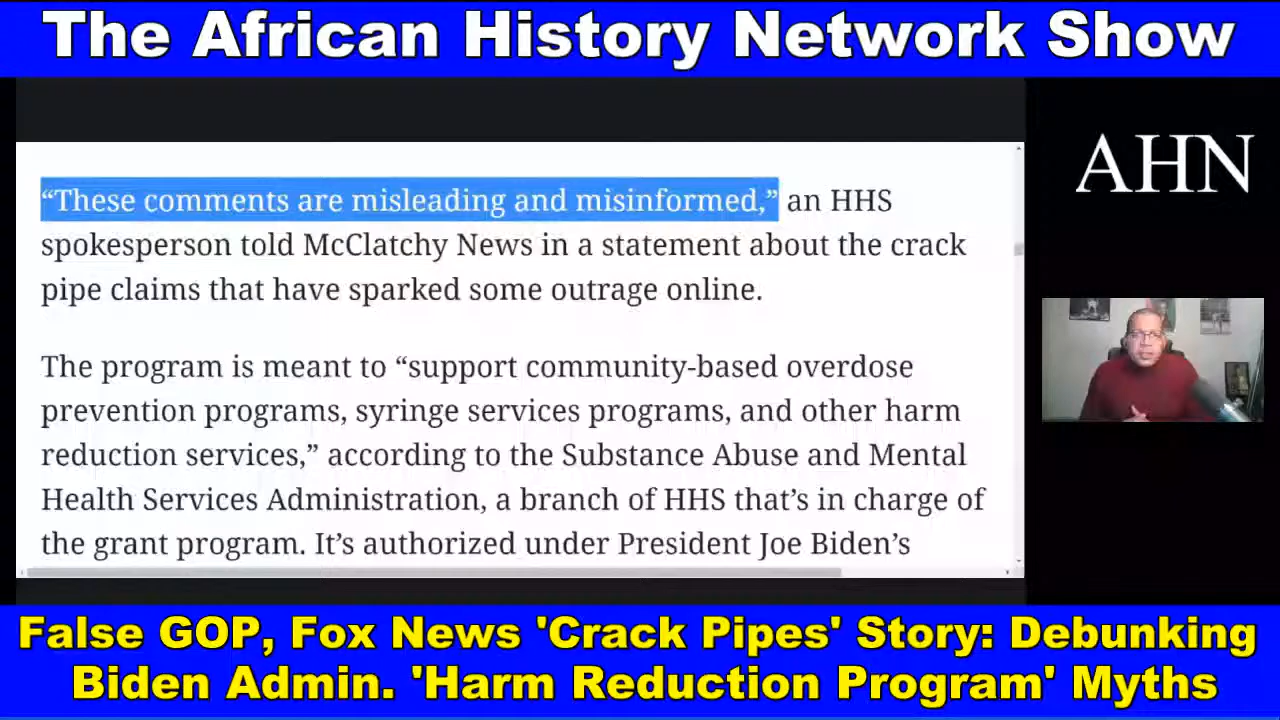 The African History Network Show
AHN
“These comments are misleading and misinformed,” an HHS
spokesperson told McClatchy News in a statement about the crack
pipe claims that have sparked some outrage online.
The program is meant to “support community-based overdose
prevention programs, syringe services programs, and other harm
reduction services,” according to the Substance Abuse and Mental
Health Services Administration, a branch of HHS that’s in charge of
the grant program. It’s authorized under President Joe Biden’s
False GOP, Fox News 'Crack Pipes' Story: Debunking
Biden Admin. 'Harm Reduction Program' Myths